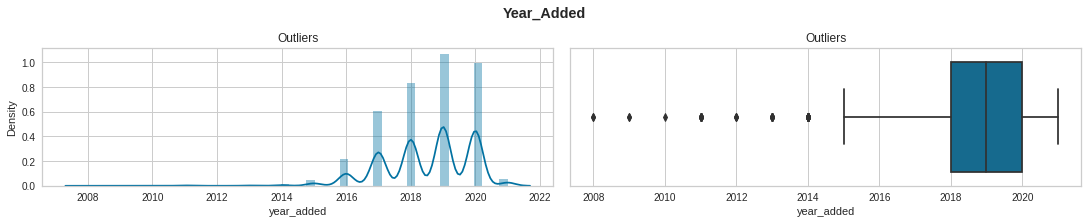 Year_Added
Outliers
Density
1.0
0.8
0.6
0.4
0.2
0.0
2008 2010 2012 2014 2016 2018 2020 2022
year_added
Outliers
2008 2010 2012 2014 2016 2018 2020
year_added